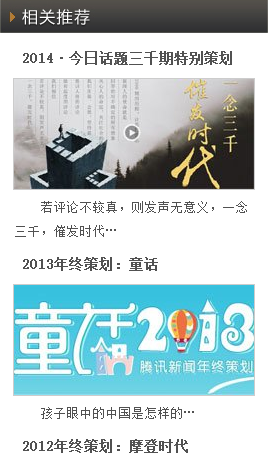 相关推荐
2014·今日话题三千期特别策划
一念三千
催发时代
若评论不较真，则发声无意义，一念
三千，催发时代…
2013年终策划：童话
童话2013
腾讯新闻年终策划
孩子眼中的中国是怎样的…
2012年终策划：摩登时代